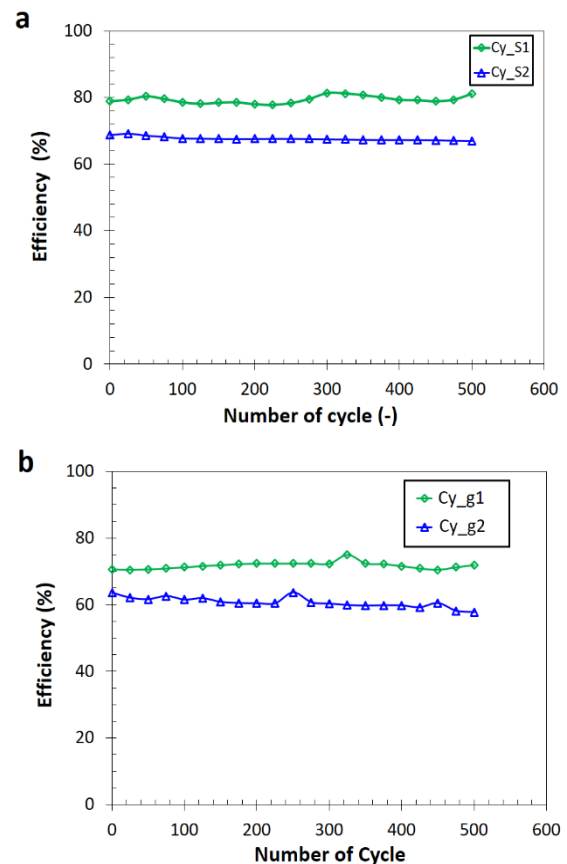 a
100
80
60
40
20
0
Efficiency (%)
Cy_S1
Cy_S2
0 100 200 300 400 500 600
Number of cycle (-)
b
100
80
60
40
20
0
Efficiency (%)
Cy_g1
Cy_g2
0 100 200 300 400 500 600
Number of Cycle